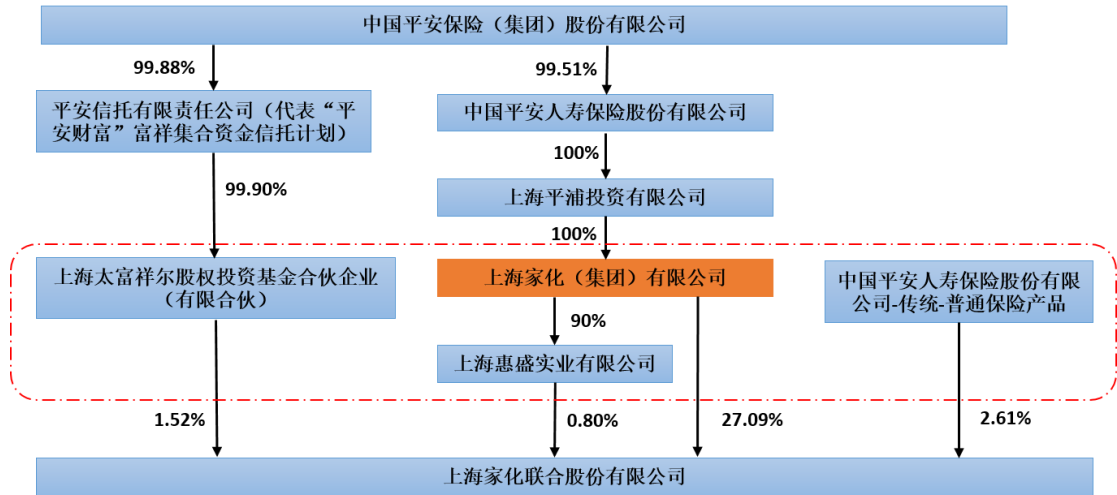 中国平安保险（集团）股份有限公司
99.88%
99.51%
平安信托有限责任公司（代表“平
安财富”富祥集合资金信托计划）
中国平安人寿保险股份有限公司
100%
99.90%
上海平浦投资有限公司
100%
上海太富祥尔股权投资基金合伙企业
（有限合伙）
上海家化（集团）有限公司
中国平安人寿保险股份有限
公司-传统-普通保险产品
90%
上海惠盛实业有限公司
1.52%
0.80%
27.09%
2.61%
上海家化联合股份有限公司